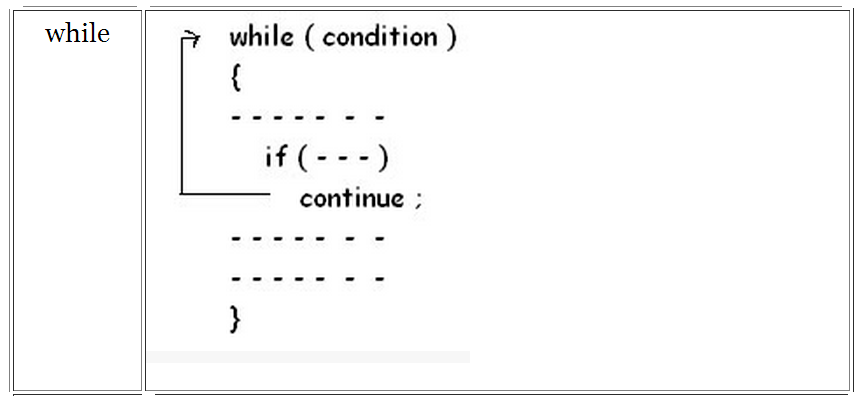 while
while ( condition )
{
- - - - - - -
if ( - - - )
continue ;
- - - - - - -
- - - - - - -
}